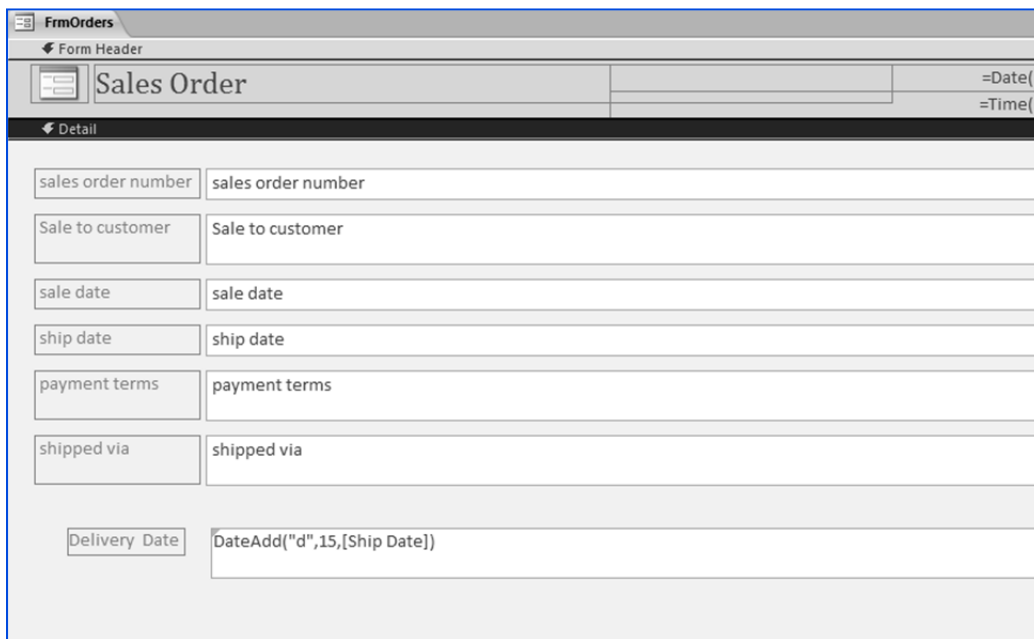 FrmOrders
Form Header
Sales Order
=Date(
=Time(
Detail
sales order number sales order number
Sale to customer Sale to customer
sale date sale date
ship date ship date
payment terms payment terms
shipped via shipped via
Delivery Date DateAdd("d",15,[Ship Date])